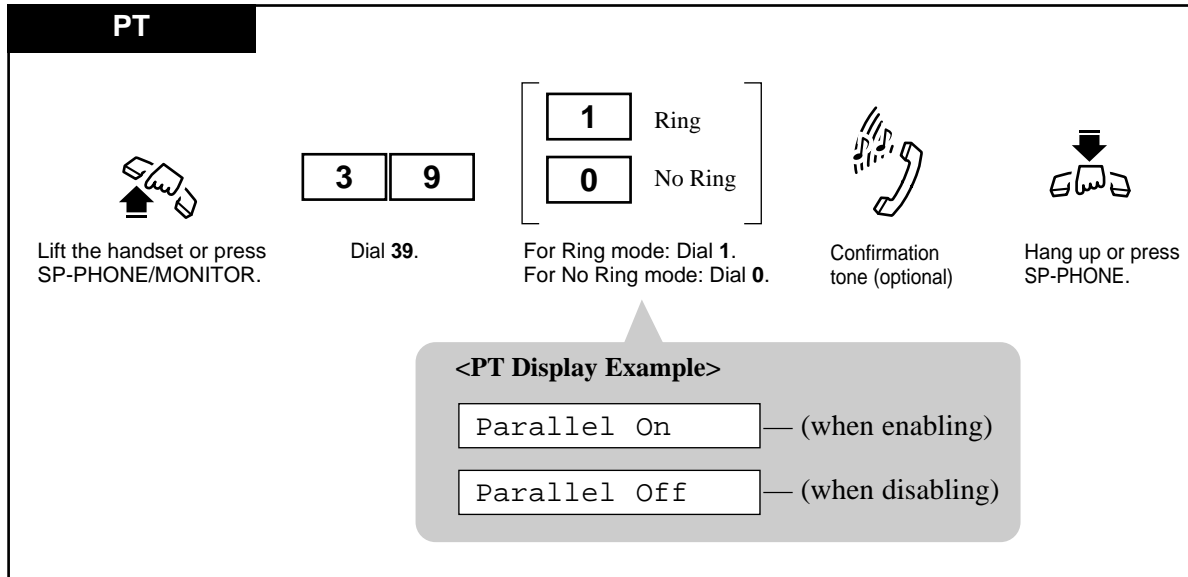 PT
1 Ring
3 9
0 No Ring
Lift the handset or press
SP-PHONE/MONITOR.
Dial 39.
For Ring mode: Dial 1.
For No Ring mode: Dial 0.
Confirmation
tone (optional)
Hang up or press
SP-PHONE.
<PT Display Example>
Parallel On — (when enabling)
Parallel Off — (when disabling)